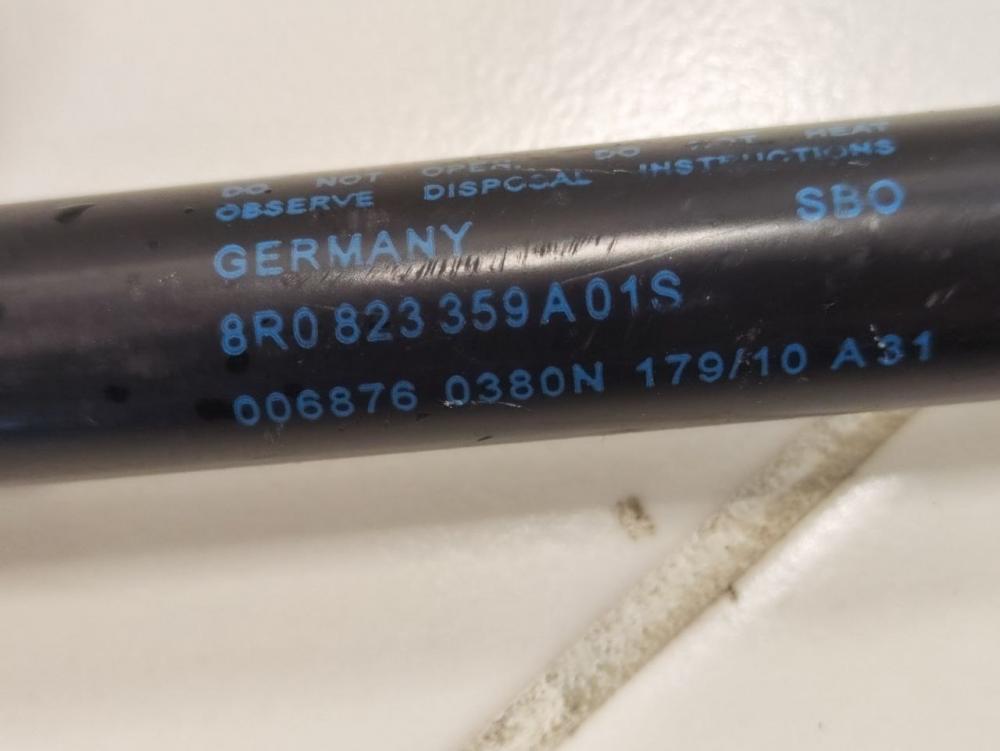 DO NOT OPEN. DO NOT HEAT
OBSERVE DISPOSAL INSTRUCTIONS
GERMANY SBO
8R0 823 359 A 01S
006876 0380N 179/10 A 31